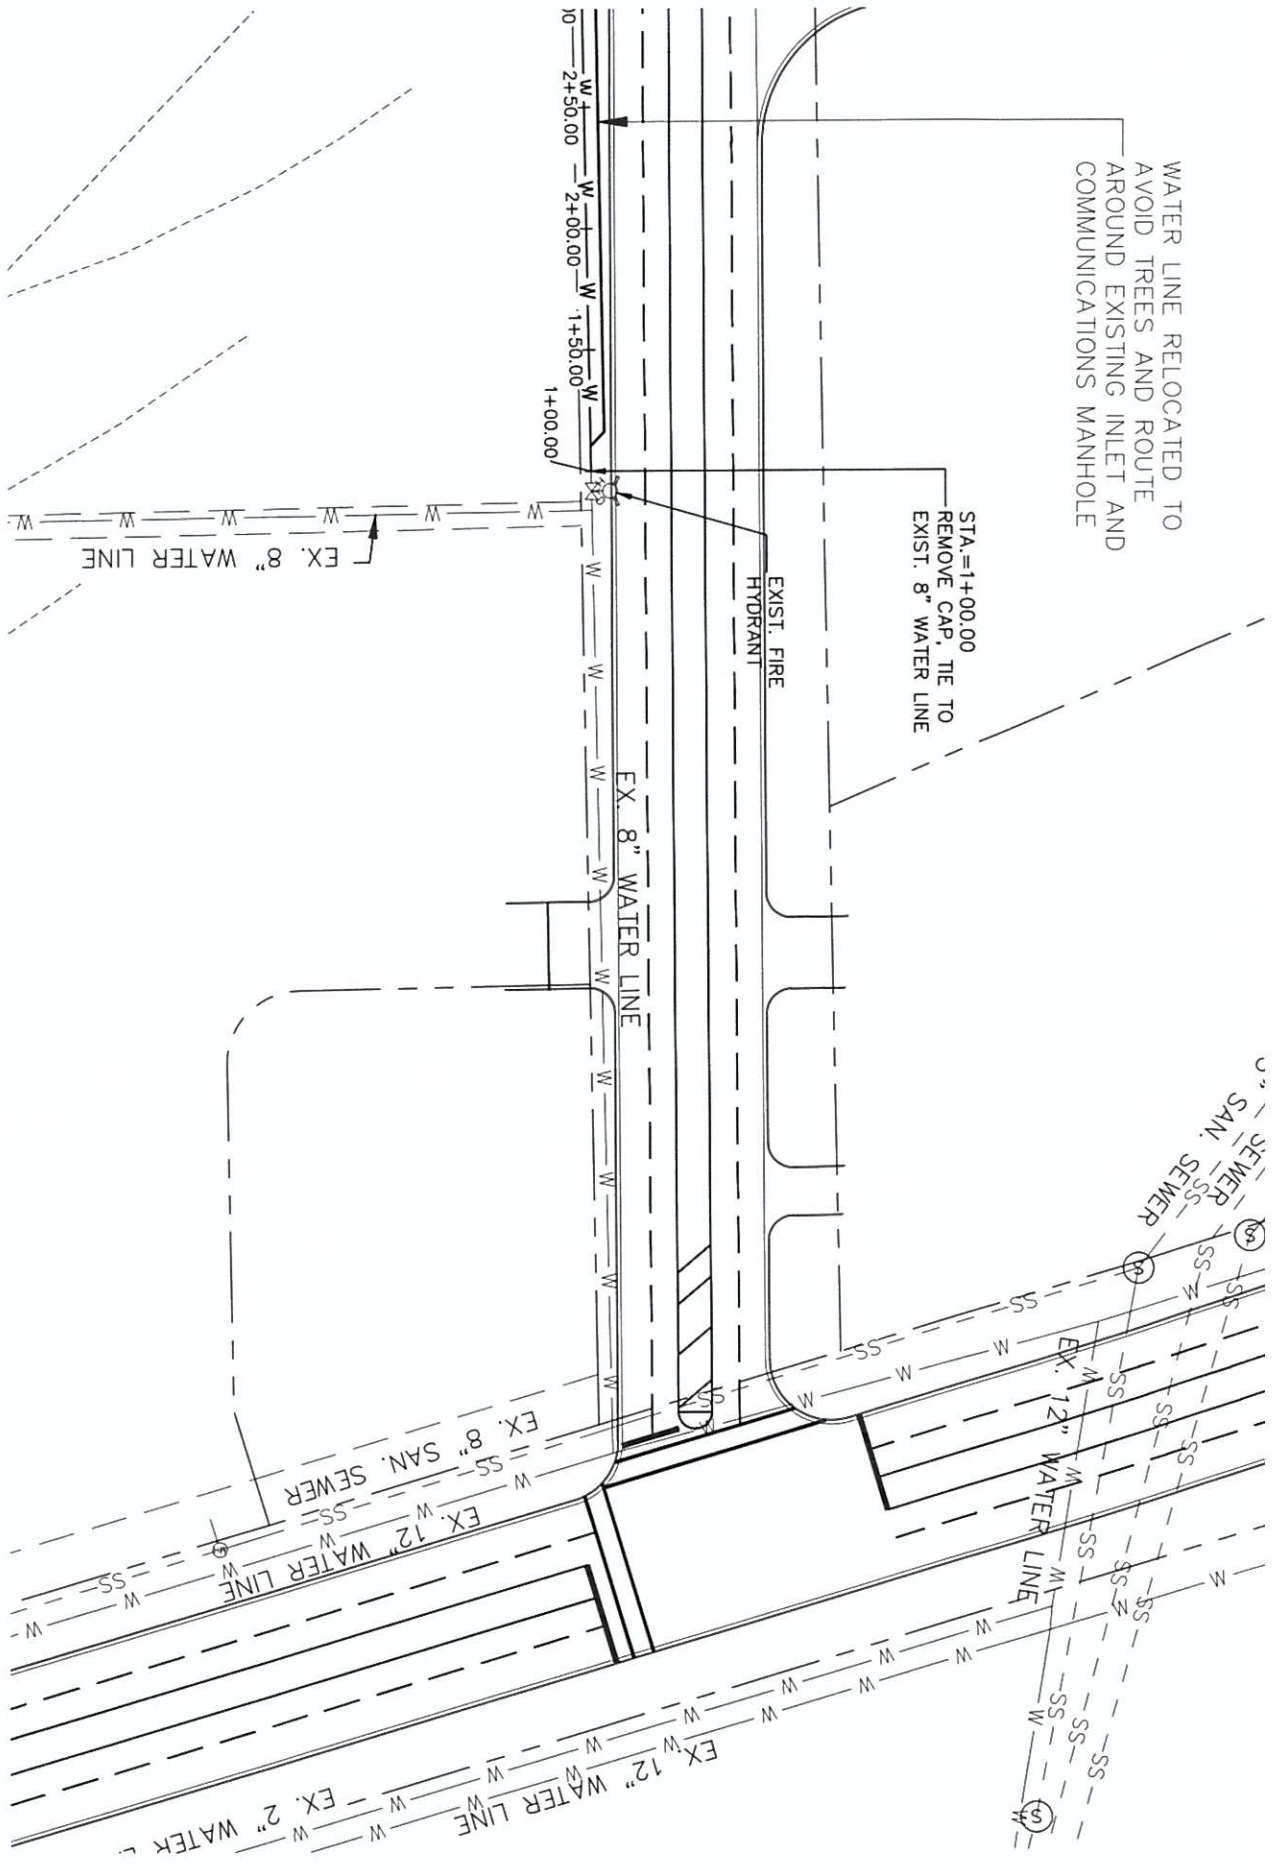 WATER LINE RELOCATED TO
AVOID TREES AND ROUTE
AROUND EXISTING INLET AND
COMMUNICATIONS MANHOLE
STA.=1+00.00
REMOVE CAP, TIE TO
EXIST. 8" WATER LINE
EXIST. FIRE
HYDRANT
2+50.00
2+00.00
1+50.00
1+00.00
EX. 8" WATER LINE
EX. 8" WATER LINE
SAN. SEWER
SEWER
EX. 12" WATER LINE
EX. 8" SAN. SEWER
EX. 12" WATER LINE
EX. 12" WATER LINE
EX. 2" WATER